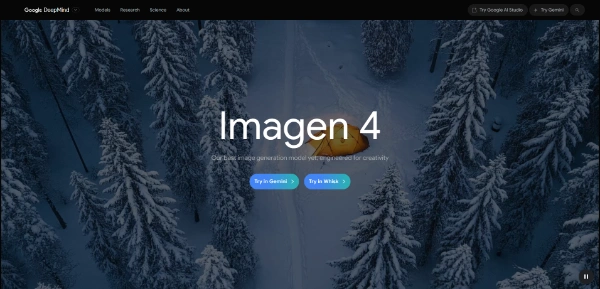 Google DeepMind
Models Research Science About
Try Google AI Studio Try Gemini
Imagen 4
Our best image generation model yet, engineered for creativity
Try in Gemini
Try in Whisk